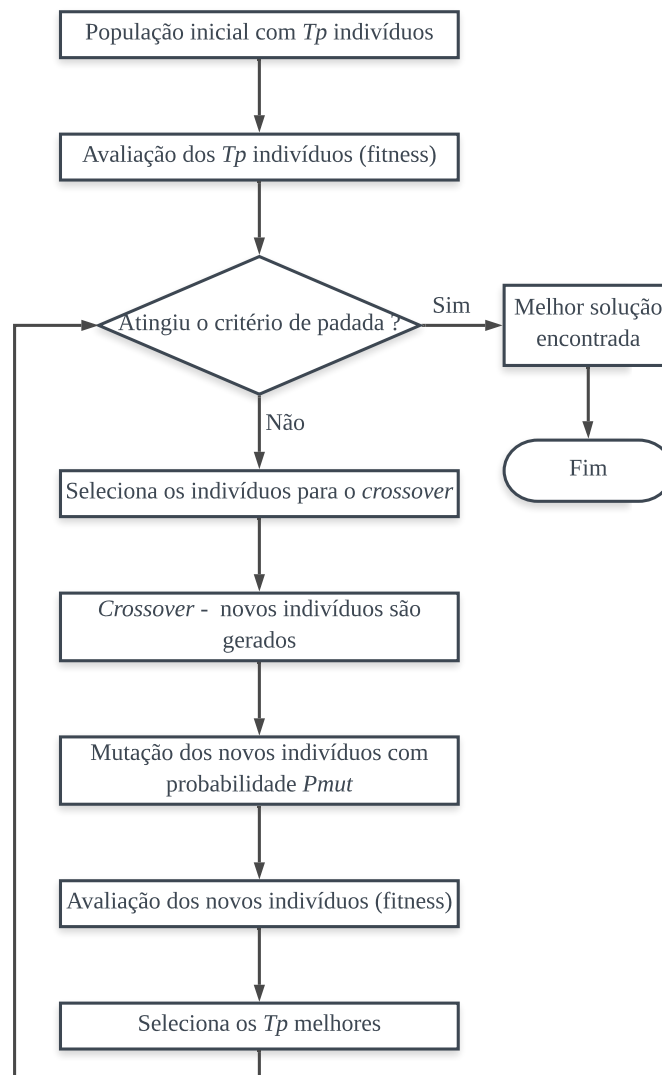 População inicial com Tp indivíduos
Avaliação dos Tp indivíduos (fitness)
Atingiu o critério de padada ?
Sim
Melhor solução
encontrada
Fim
Não
Seleciona os indivíduos para o crossover
Crossover -  novos indivíduos são
gerados
Mutação dos novos indivíduos com
probabilidade Pmut
Avaliação dos novos indivíduos (fitness)
Seleciona os Tp melhores